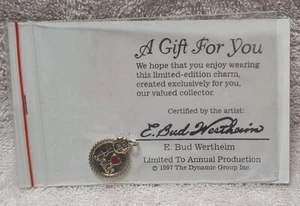 A Gift For You
We hope that you enjoy wearing
this limited-edition charm,
created exclusively for you,
our valued collector.
Certified by the artist:
E. Bud Wertheim
E. Bud Wertheim
Limited To Annual Production
© 1997 The Dynamic Group Inc.